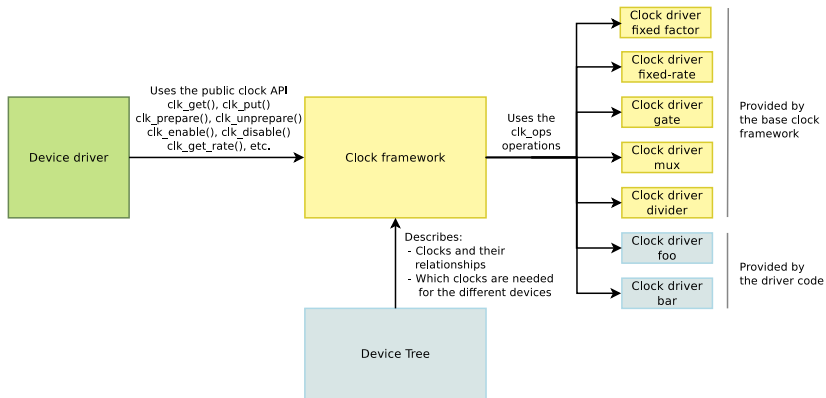 Device driver
Uses the public clock API
clk_get(), clk_put()
clk_prepare(), clk_unprepare()
clk_enable(), clk_disable()
clk_get_rate(), etc.
Clock framework
Uses the
clk_ops
operations
Clock driver
fixed factor
Clock driver
fixed-rate
Clock driver
gate
Clock driver
mux
Clock driver
divider
Clock driver
foo
Clock driver
bar
Provided by
the base clock
framework
Provided by
the driver code
Describes:
- Clocks and their
relationships
- Which clocks are needed
for the different devices
Device Tree